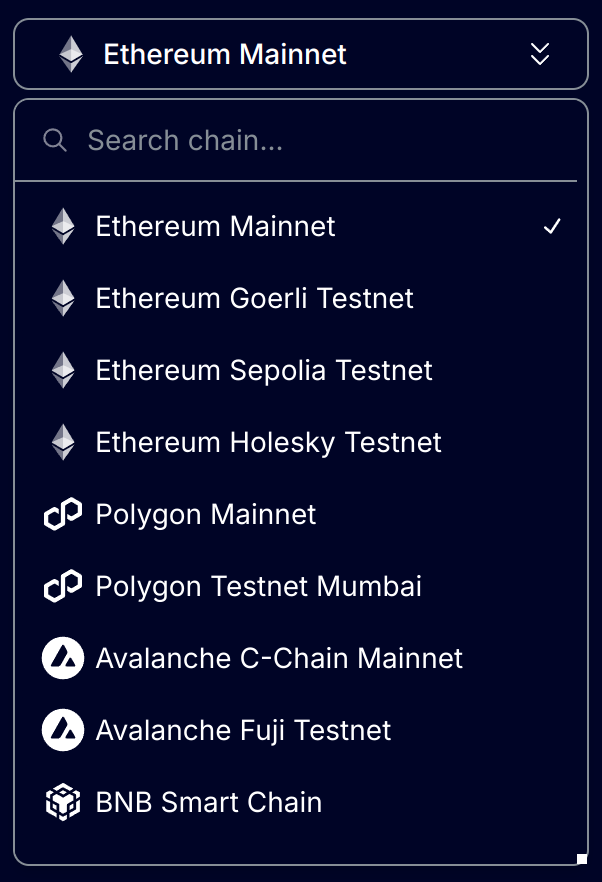 Ethereum Mainnet
Search chain...
Ethereum Mainnet
Ethereum Goerli Testnet
Ethereum Sepolia Testnet
Ethereum Holesky Testnet
Polygon Mainnet
Polygon Testnet Mumbai
Avalanche C-Chain Mainnet
Avalanche Fuji Testnet
BNB Smart Chain